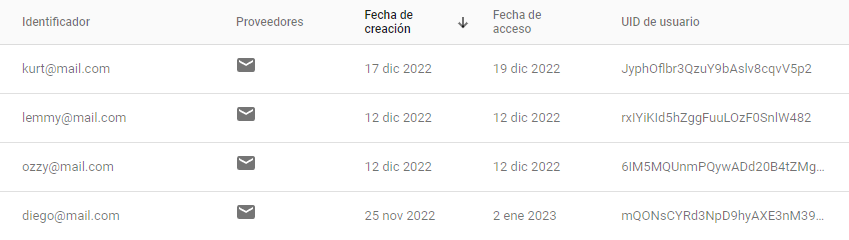 Identificador Proveedores Fecha de creación Fecha de acceso UID de usuario
kurt@mail.com 17 dic 2022 19 dic 2022 JyphOflbr3QzuY9bAslv8cqvV5p2
lemmy@mail.com 12 dic 2022 12 dic 2022 rxIYiKId5hZggFuuLOzF0SnlW482
ozzy@mail.com 12 dic 2022 12 dic 2022 6IM5MQUnmPQywADd20B4tZMg...
diego@mail.com 25 nov 2022 2 ene 2023 mQONsCYRd3NpD9hyAXE3nM39...